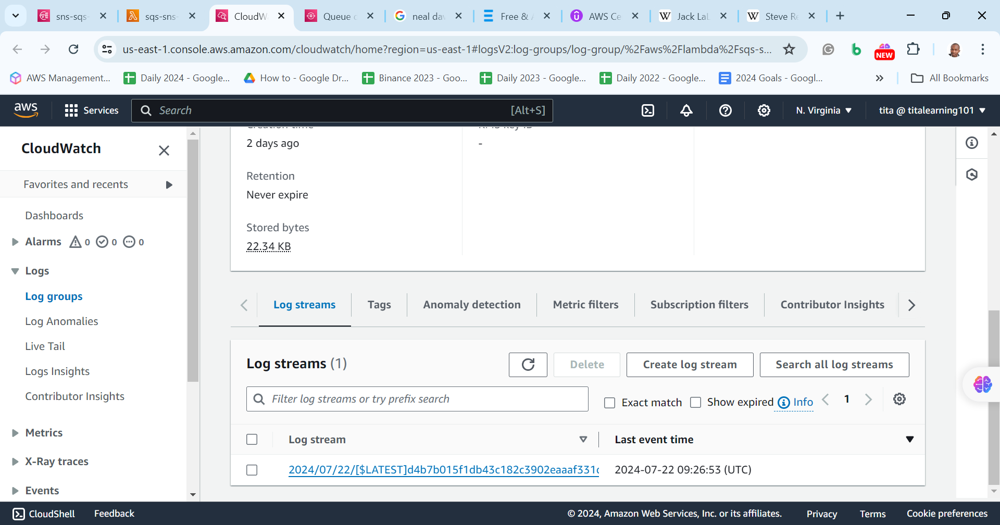 sns-sqs-
sqs-sns-
CloudW
Queue
neal dav
Free &
AWS Ce
Jack Lal
Steve Re
us-east-1.console.aws.amazon.com/cloudwatch/home?region=us-east-1#logsV2:log-groups/log-group/%2Faws%2Flambda%2Fsqs-s...
NEW
AWS Management...
Daily 2024 - Google...
How to - Google Dr...
Binance 2023 - Goo...
Daily 2023 - Google...
Daily 2022 - Google...
2024 Goals - Googl...
All Bookmarks
aws
Services
Search
[Alt+S]
N. Virginia
tita @ titalearning101
CloudWatch
Favorites and recents
Dashboards
Alarms 0 0 0
Logs
Log groups
Log Anomalies
Live Tail
Logs Insights
Contributor Insights
Metrics
X-Ray traces
Events
Creation time
2 days ago
KMS key ID
-
Retention
Never expire
Stored bytes
22.34 KB
Log streams
Tags
Anomaly detection
Metric filters
Subscription filters
Contributor Insights
Log streams (1)
Delete
Create log stream
Search all log streams
Filter log streams or try prefix search
Exact match
Show expired
Info
1
Log stream
Last event time
2024/07/22/[$LATEST]d4b7b015f1db43c182c3902eaaaf331c
2024-07-22 09:26:53 (UTC)
CloudShell
Feedback
© 2024, Amazon Web Services, Inc. or its affiliates.
Privacy
Terms
Cookie preferences